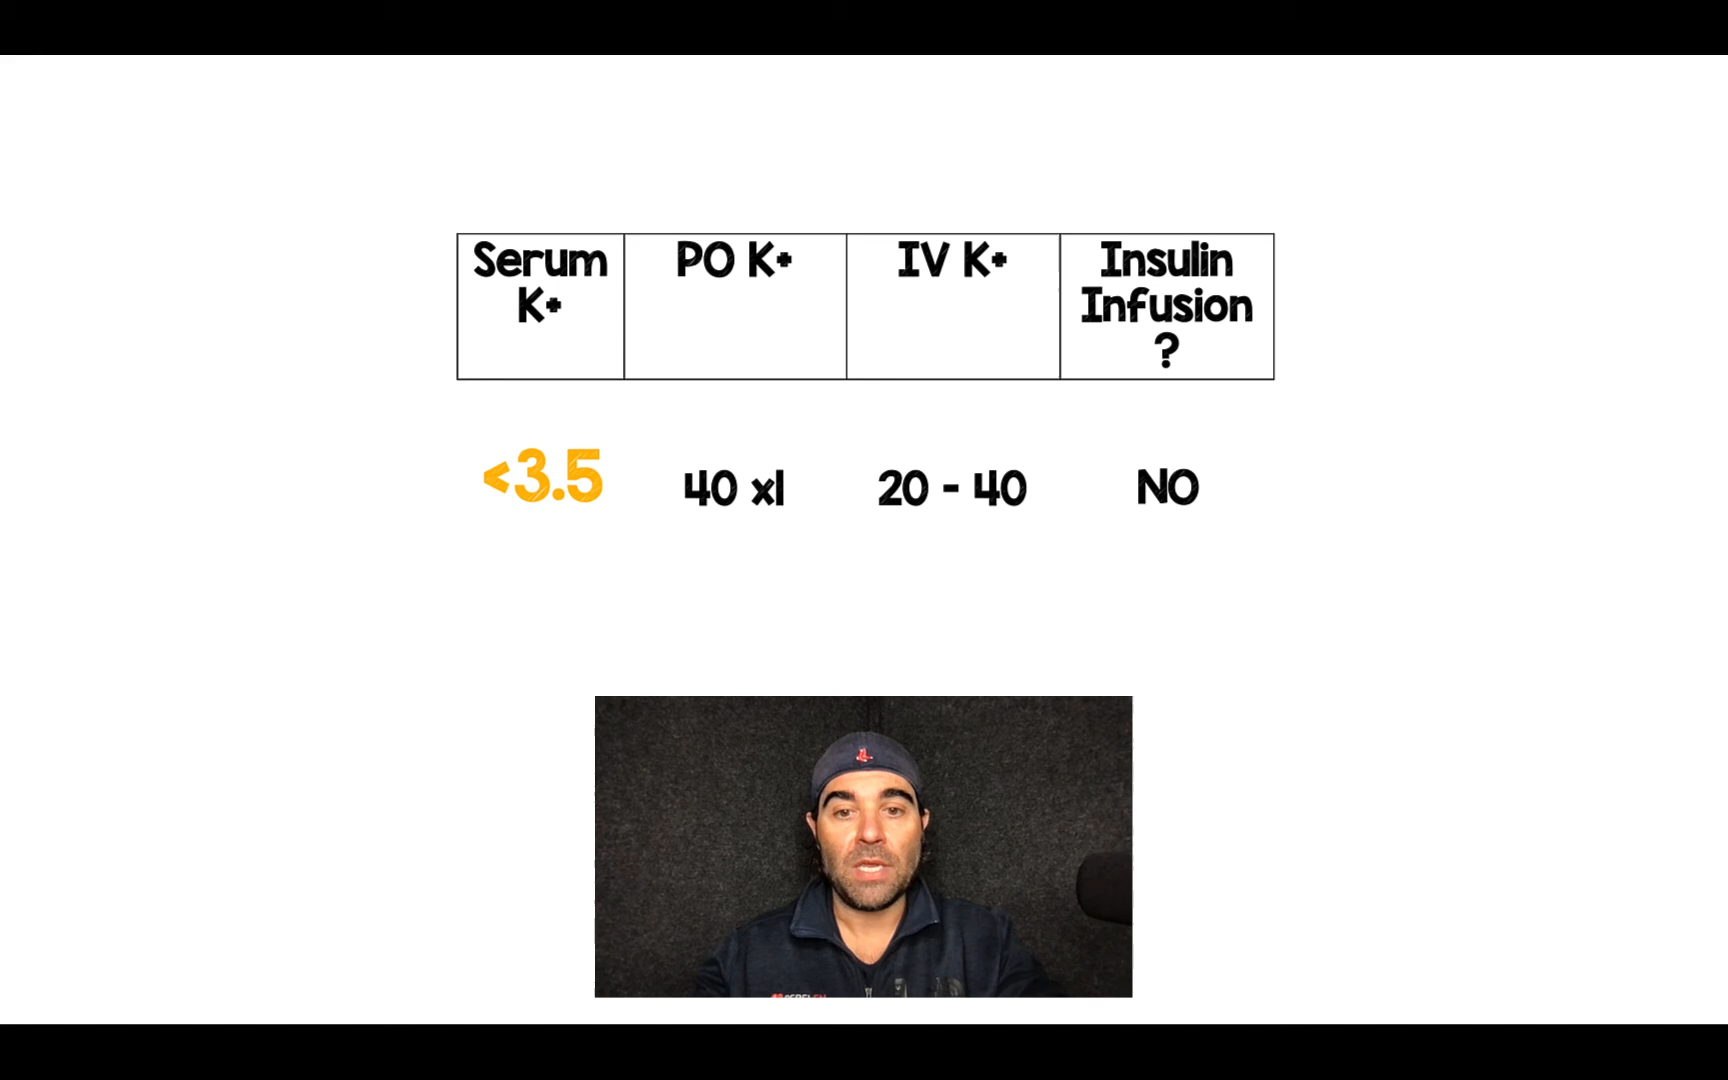 Serum
K+
PO K+
IV K+
Insulin
Infusion
?
<3.5
40 x1
20 - 40
NO